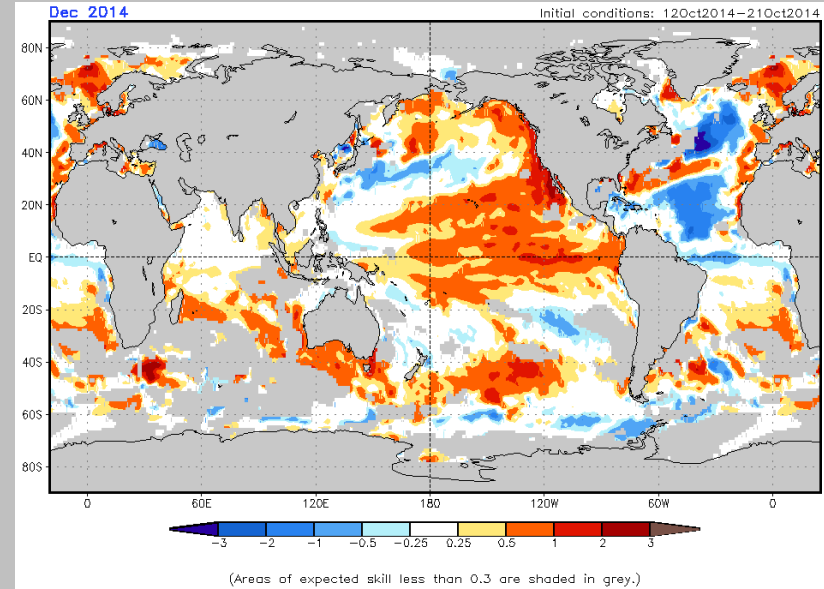 Dec 2014
Initial conditions: 12Oct2014–21Oct2014
80N
60N
40N
20N
EQ
20S
40S
60S
80S
0 60E 120E 180 120W 60W 0
-3 -2 -1 -0.5 -0.25 0.25 0.5 1 2 3
(Areas of expected skill less than 0.3 are shaded in grey.)